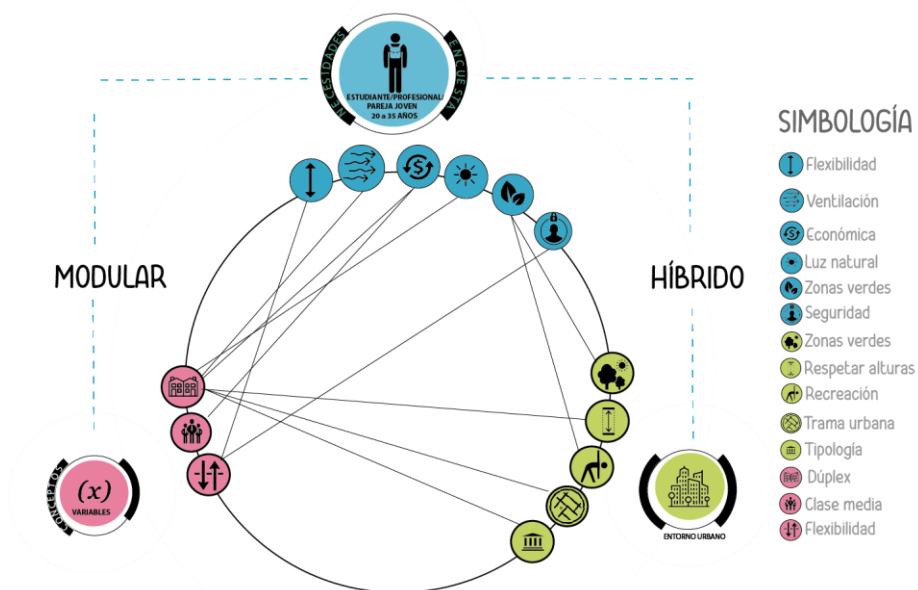 NECESIDADES
ENCUESTA
ESTUDIANTE/PROFESIONAL/
PAREJA JOVEN
20 a 35 AÑOS
MODULAR
HÍBRIDO
CONCEPTOS
(x)
VARIABLES
ENTORNO URBANO
SIMBOLOGÍA
Flexibilidad
Ventilación
Económica
Luz natural
Zonas verdes
Seguridad
Zonas verdes
Respetar alturas
Recreación
Trama urbana
Tipología
Dúplex
Clase media
Flexibilidad